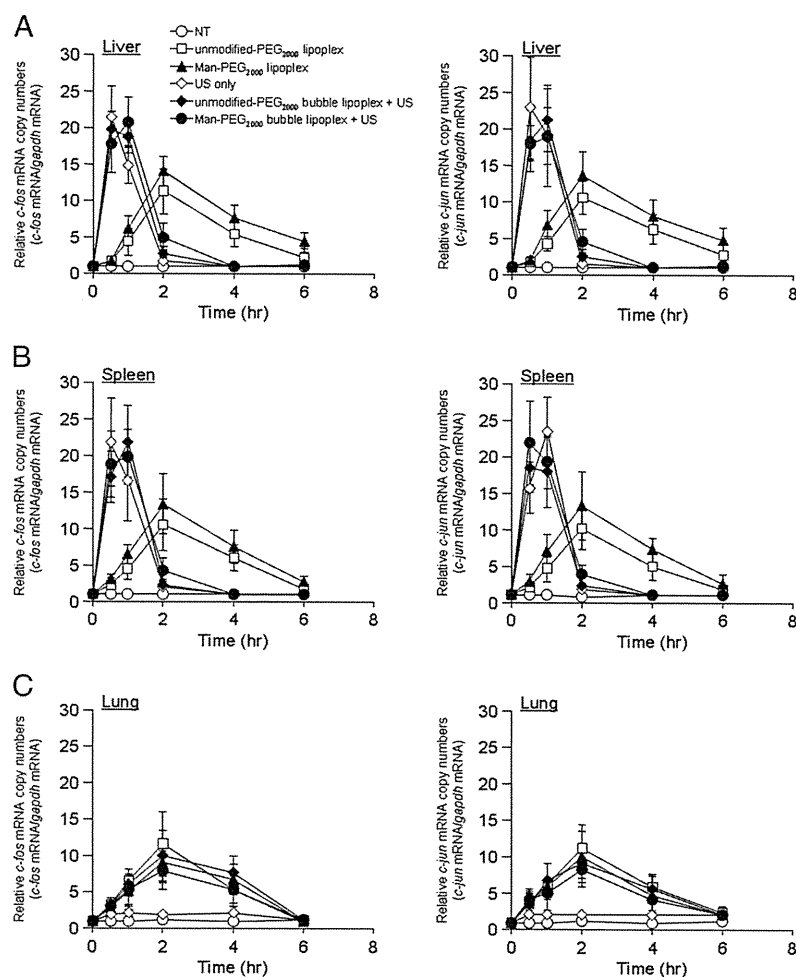 A
Liver
NT
unmodified-PEG2000 lipoplex
Man-PEG2000 lipoplex
US only
unmodified-PEG2000 bubble lipoplex + US
Man-PEG2000 bubble lipoplex + US
Relative c-fos mRNA copy numbers
(c-fos mRNA/gapdh mRNA)
30
25
20
15
10
5
0
0 2 4 6 8
Time (hr)
Liver
Relative c-jun mRNA copy numbers
(c-jun mRNA/gapdh mRNA)
30
25
20
15
10
5
0
0 2 4 6 8
Time (hr)
B
Spleen
Relative c-fos mRNA copy numbers
(c-fos mRNA/gapdh mRNA)
30
25
20
15
10
5
0
0 2 4 6 8
Time (hr)
Spleen
Relative c-jun mRNA copy numbers
(c-jun mRNA/gapdh mRNA)
30
25
20
15
10
5
0
0 2 4 6 8
Time (hr)
C
Lung
Relative c-fos mRNA copy numbers
(c-fos mRNA/gapdh mRNA)
30
25
20
15
10
5
0
0 2 4 6 8
Time (hr)
Lung
Relative c-jun mRNA copy numbers
(c-jun mRNA/gapdh mRNA)
30
25
20
15
10
5
0
0 2 4 6 8
Time (hr)